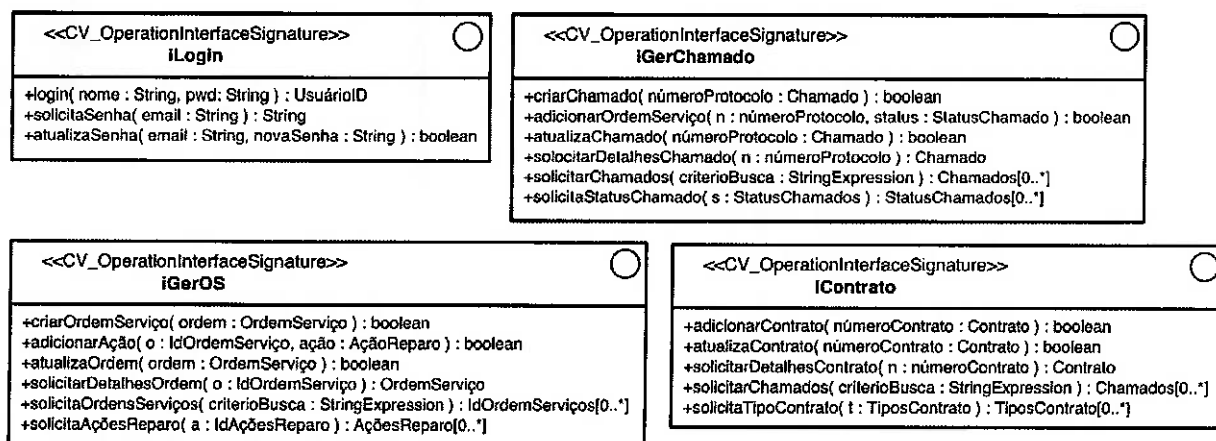 <<CV_OperationInterfaceSignature>>
iLogin
+login( nome : String, pwd: String ) : UsuárioID
+solicitaSenha( email : String ) : String
+atualizaSenha( email : String, novaSenha : String ) : boolean
<<CV_OperationInterfaceSignature>>
iGerChamado
+criarChamado( númeroProtocolo : Chamado ) : boolean
+adicionarOrdemServiço( n : númeroProtocolo, status : StatusChamado ) : boolean
+atualizaChamado( númeroProtocolo : Chamado ) : boolean
+solocitarDetalhesChamado( n : númeroProtocolo ) : Chamado
+solicitarChamados( criterioBusca : StringExpression ) : Chamados[0..*]
+solicitaStatusChamado( s : StatusChamados ) : StatusChamados[0..*]
<<CV_OperationInterfaceSignature>>
iGerOS
+criarOrdemServiço( ordem : OrdemServiço ) : boolean
+adicionarAção( o : IdOrdemServiço, ação : AçãoReparo ) : boolean
+atualizaOrdem( ordem : OrdemServiço ) : boolean
+solicitarDetalhesOrdem( o : IdOrdemServiço ) : OrdemServiço
+solicitaOrdensServiços( criterioBusca : StringExpression ) : IdOrdemServiços[0..*]
+solicitaAçõesReparo( a : IdAçõesReparo ) : AçõesReparo[0..*]
<<CV_OperationInterfaceSignature>>
iContrato
+adicionarContrato( númeroContrato : Contrato ) : boolean
+atualizaContrato( númeroContrato : Contrato ) : boolean
+solicitarDetalhesContrato( n : númeroContrato ) : Contrato
+solicitarChamados( criterioBusca : StringExpression ) : Chamados[0..*]
+solicitaTipoContrato( t : TiposContrato ) : TiposContrato[0..*]